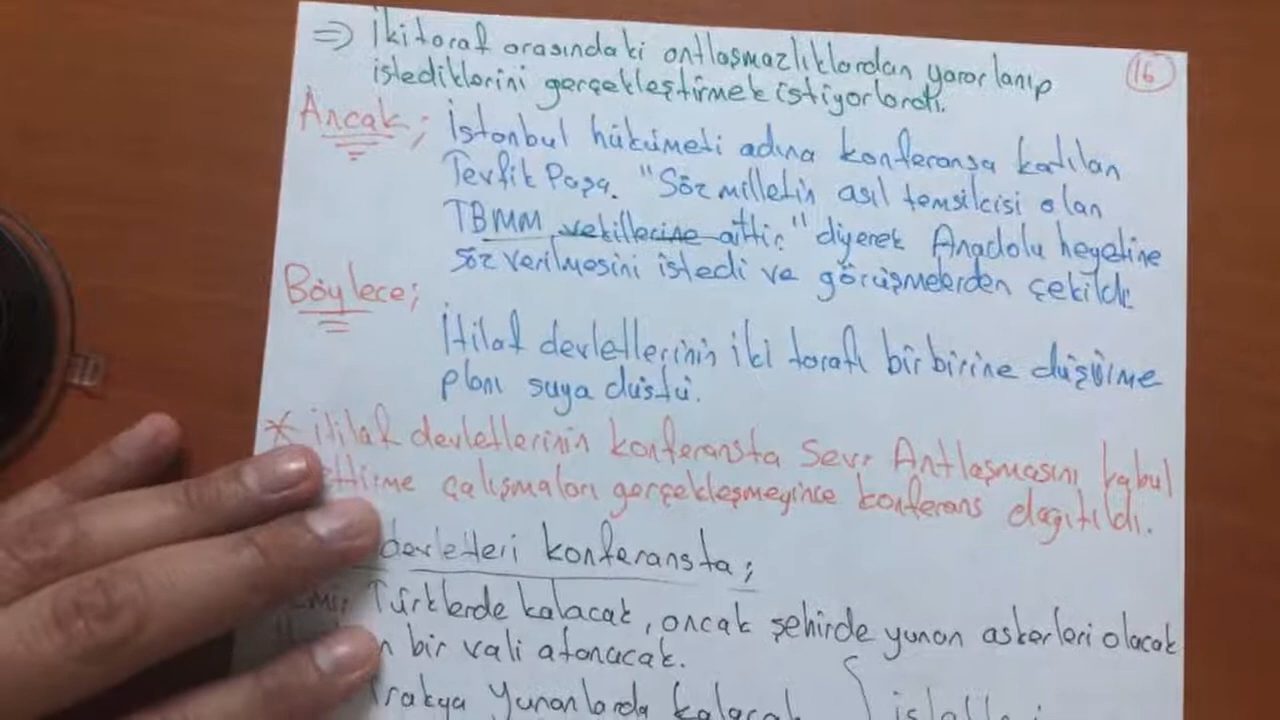 ⇒ İki taraf arasındaki antlaşmazlıklardan yararlanıp
istediklerini gerçekleştirmek istiyorlardı.
16
Ancak; İstanbul hükümeti adına konferansa katılan
Tevfik Paşa. "Söz milletin asıl temsilcisi olan
TBMM vekillerine aittir" diyerek Anadolu heyetine
söz verilmesini istedi ve görüşmelerden çekildi.
Böylece;
İtilaf devletlerinin iki tarafı birbirine düşürme
planı suya düştü.
* İtilaf devletlerinin konferansta Sevr Antlaşmasını kabul
ettirme çalışmaları gerçekleşmeyince konferans dağıtıldı.
devletleri konferansta;
Türklerde kalacak, ancak şehirde yunan askerleri olacak
bir vali atanacak.
Yunanlarda kalacak